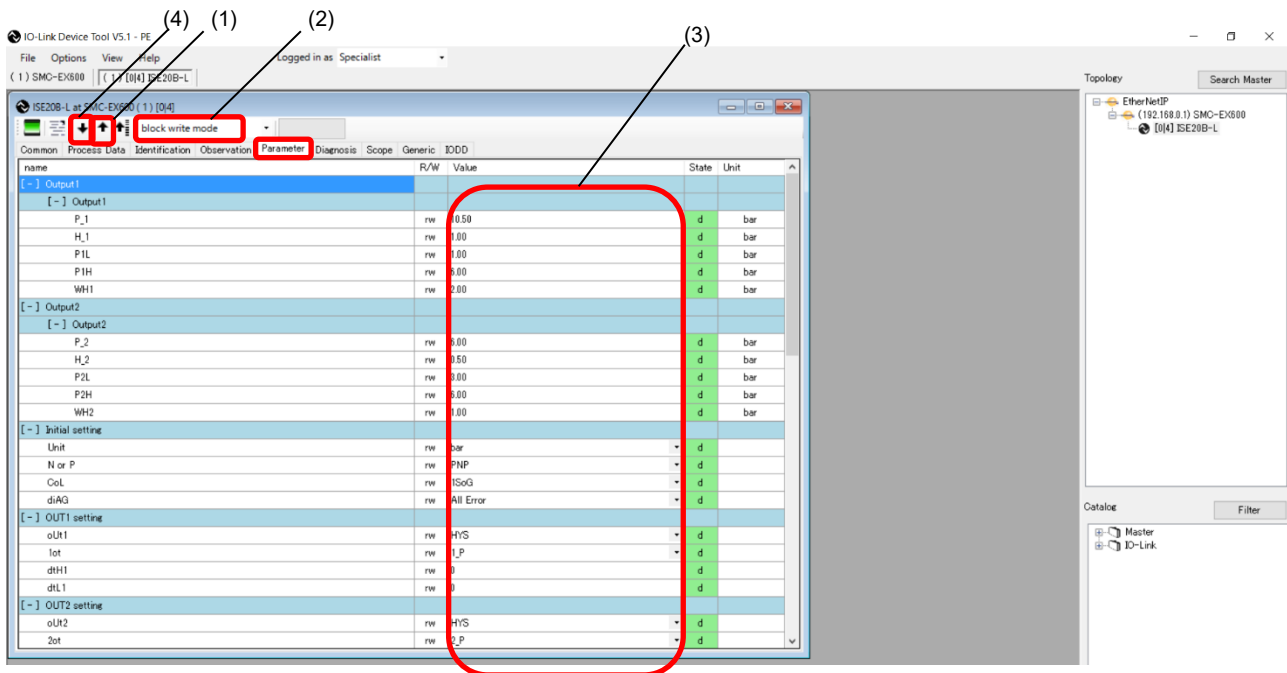 (4) (1) (2) (3)
IO-Link Device Tool V5.1 - PE
File Options View Help Logged in as Specialist
( 1 ) SMC-EX600 ( 1 ) [0|4] ISE20B-L
Topology Search Master
EtherNetIP
(192.168.0.1) SMC-EX600
[0|4] ISE20B-L
ISE20B-L at SMC-EX600 ( 1 ) [0|4]
block write mode
Common Process Data Identification Observation Parameter Diagnosis Scope Generic IODD
name R/W Value State Unit
[ - ] Output1
[ - ] Output1
P_1 rw 10.50 d bar
H_1 rw 1.00 d bar
P1L rw 1.00 d bar
P1H rw 5.00 d bar
WH1 rw 2.00 d bar
[ - ] Output2
[ - ] Output2
P_2 rw 5.00 d bar
H_2 rw 0.50 d bar
P2L rw 3.00 d bar
P2H rw 5.00 d bar
WH2 rw 1.00 d bar
[ - ] Initial setting
Unit rw bar d
N or P rw PNP d
CoL rw 1SoG d
diAG rw All Error d
[ - ] OUT1 setting
oUt1 rw HYS d
1ot rw 1_P d
dtH1 rw 0 d
dtL1 rw 0 d
[ - ] OUT2 setting
oUt2 rw HYS d
2ot rw 2_P d
Catalog Filter
Master
IO-Link